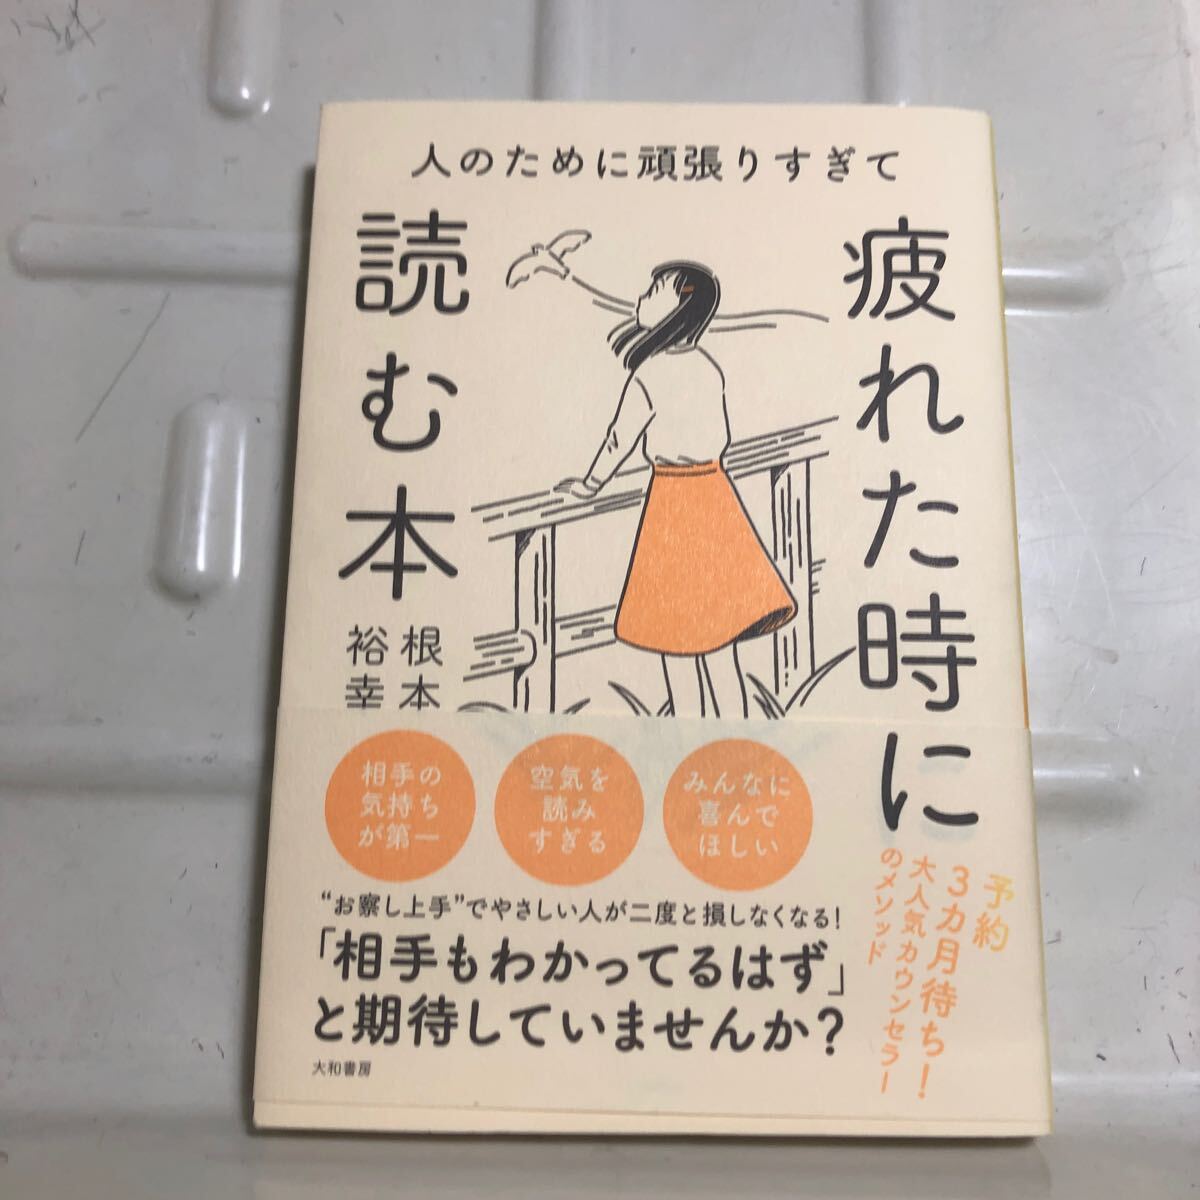 人のために頑張りすぎて
疲れた時に
読む本
根本
裕幸
相手の
気持ち
が第一
空気を
読み
すぎる
みんなに
喜んで
ほしい
予約
3カ月待ち!
大人気カウンセラー
のメソッド
“お察し上手”でやさしい人が二度と損しなくなる!
「相手もわかってるはず」
と期待していませんか?
大和書房